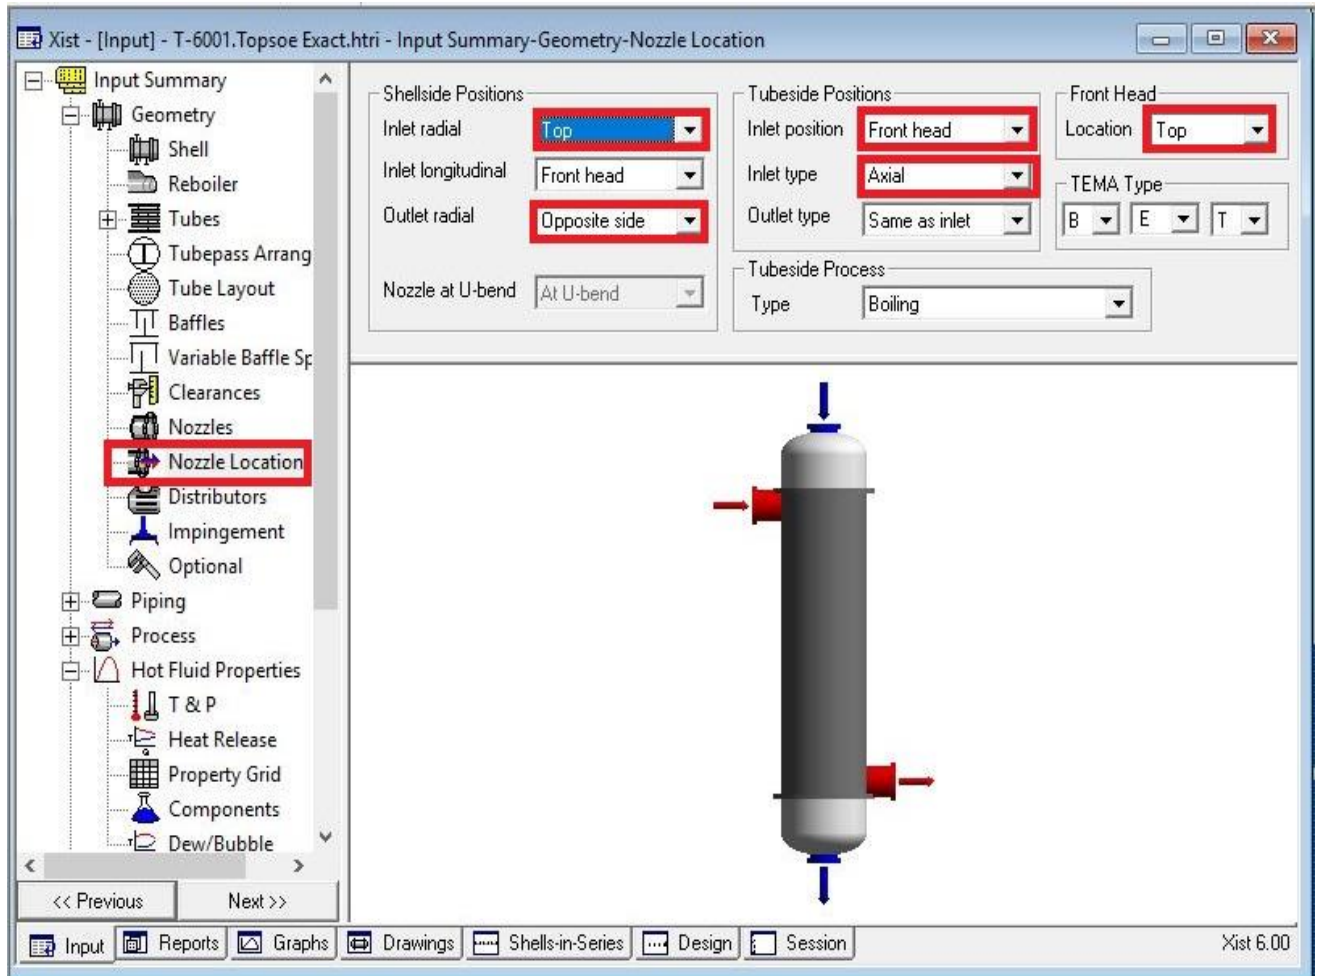 Xist - [Input] - T-6001.Topsoe Exact.htri - Input Summary-Geometry-Nozzle Location
Input Summary
Geometry
Shell
Reboiler
Tubes
Tubepass Arrang
Tube Layout
Baffles
Variable Baffle Sp
Clearances
Nozzles
Nozzle Location
Distributors
Impingement
Optional
Piping
Process
Hot Fluid Properties
T & P
Heat Release
Property Grid
Components
Dew/Bubble
<< Previous
Next >>
Shellside Positions
Inlet radial Top
Inlet longitudinal Front head
Outlet radial Opposite side
Nozzle at U-bend At U-bend
Tubeside Positions
Inlet position Front head
Inlet type Axial
Outlet type Same as inlet
Tubeside Process
Type Boiling
Front Head
Location Top
TEMA Type
B E T
Input Reports Graphs Drawings Shells-in-Series Design Session Xist 6.00